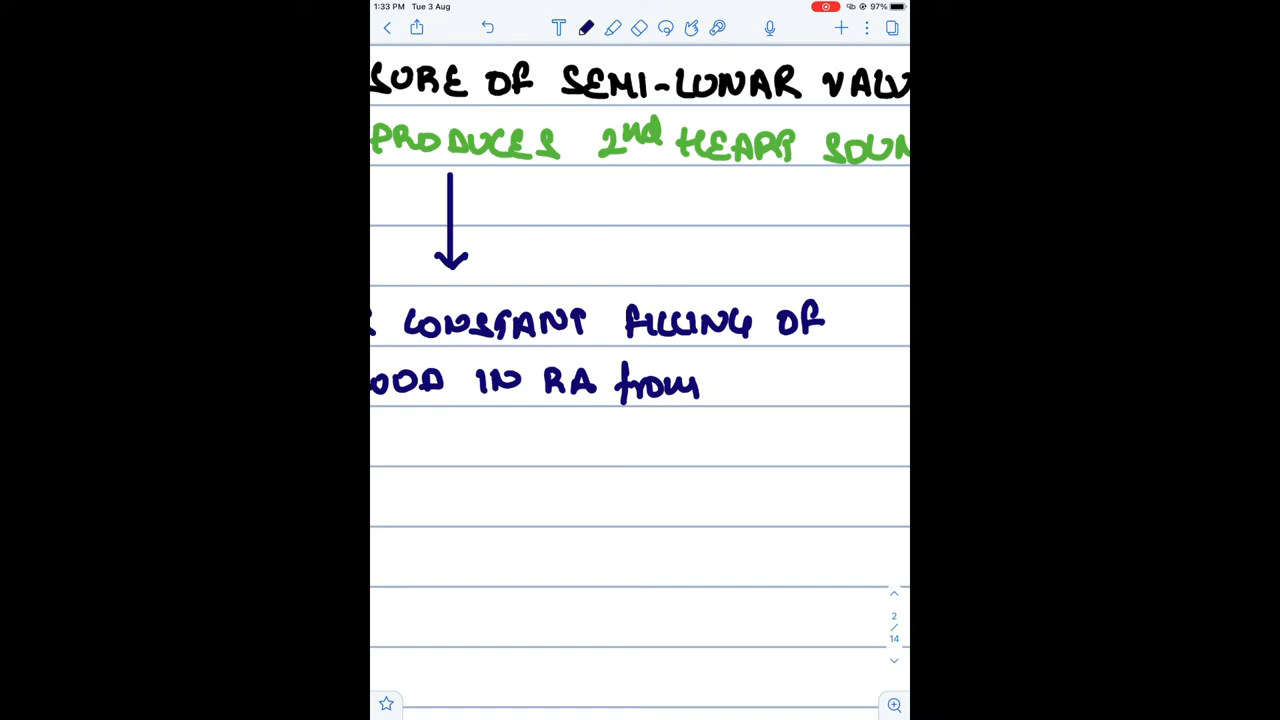 1:33 PM Tue 3 Aug 97%
SURE OF SEMI-LUNAR VALV
PRODUCES 2nd HEART SOUN
CONSTANT FILLING OF
OOD IN RA from
2
/
14